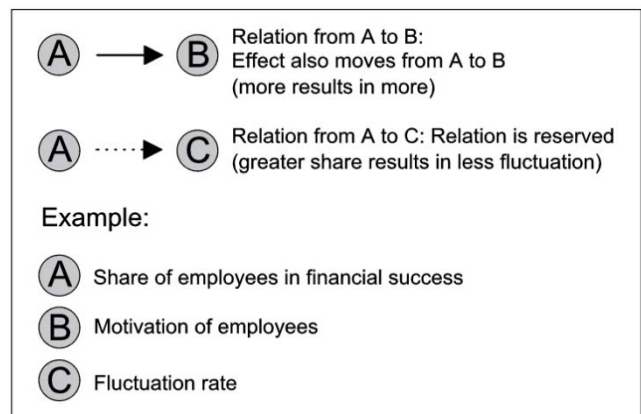 A B Relation from A to B:
Effect also moves from A to B
(more results in more)
A C Relation from A to C: Relation is reserved
(greater share results in less fluctuation)
Example:
A Share of employees in financial success
B Motivation of employees
C Fluctuation rate